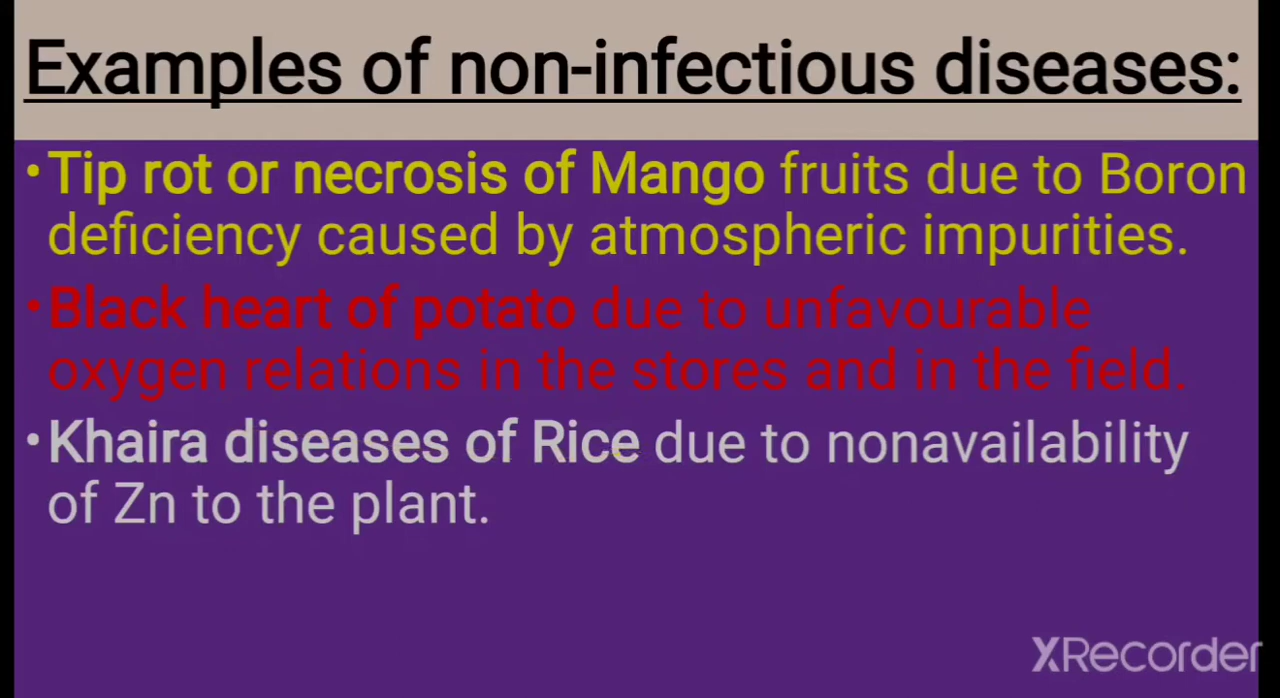 Examples of non-infectious diseases:
•Tip rot or necrosis of Mango fruits due to Boron
deficiency caused by atmospheric impurities.
•Black heart of potato due to unfavourable
oxygen relations in the stores and in the field.
•Khaira diseases of Rice due to nonavailability
of Zn to the plant.
XRecorder